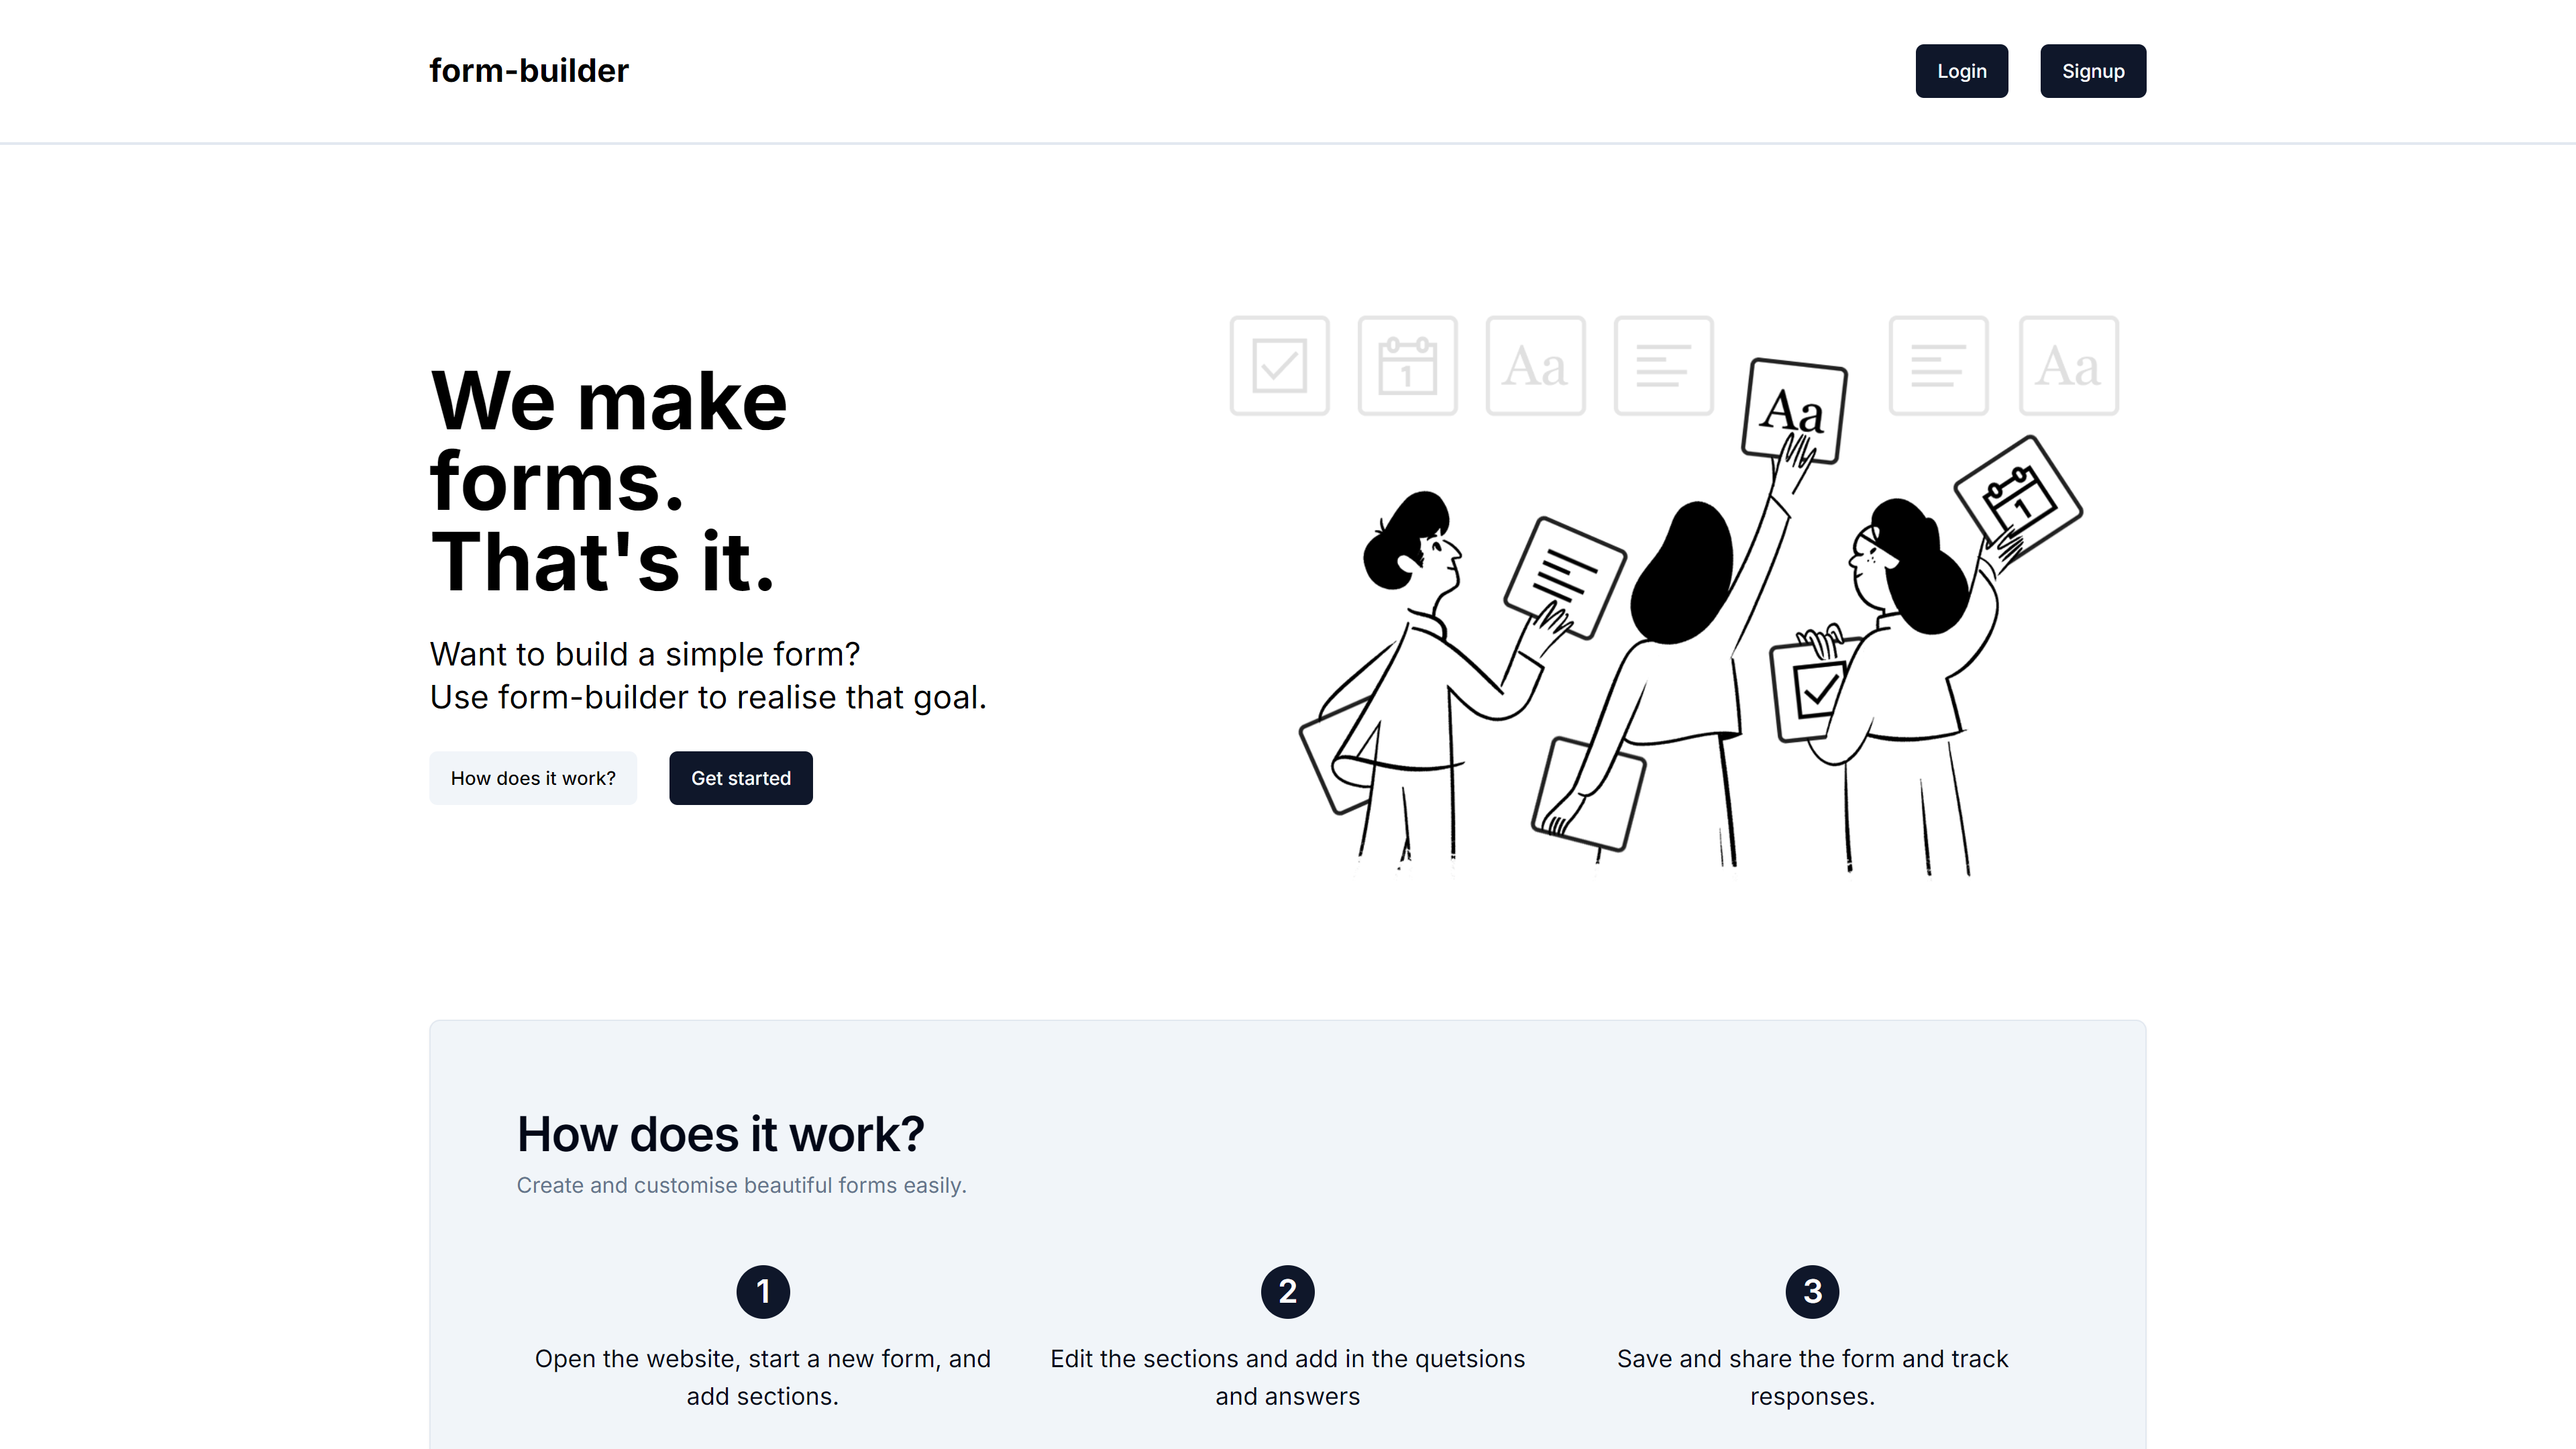 form-builder
Login
Signup
1
Aa
Aa
Aa
1
We make
forms.
That's it.
Want to build a simple form?
Use form-builder to realise that goal.
How does it work?
Get started
How does it work?
Create and customise beautiful forms easily.
1
Open the website, start a new form, and
add sections.
2
Edit the sections and add in the quetsions
and answers
3
Save and share the form and track
responses.